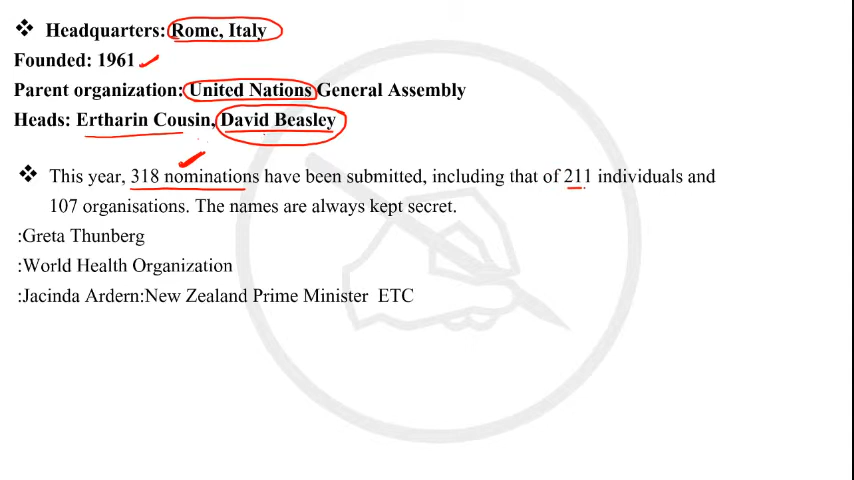 ❖ Headquarters: Rome, Italy
Founded: 1961
Parent organization: United Nations General Assembly
Heads: Ertharin Cousin, David Beasley
❖ This year, 318 nominations have been submitted, including that of 211 individuals and
107 organisations. The names are always kept secret.
:Greta Thunberg
:World Health Organization
:Jacinda Ardern:New Zealand Prime Minister ETC